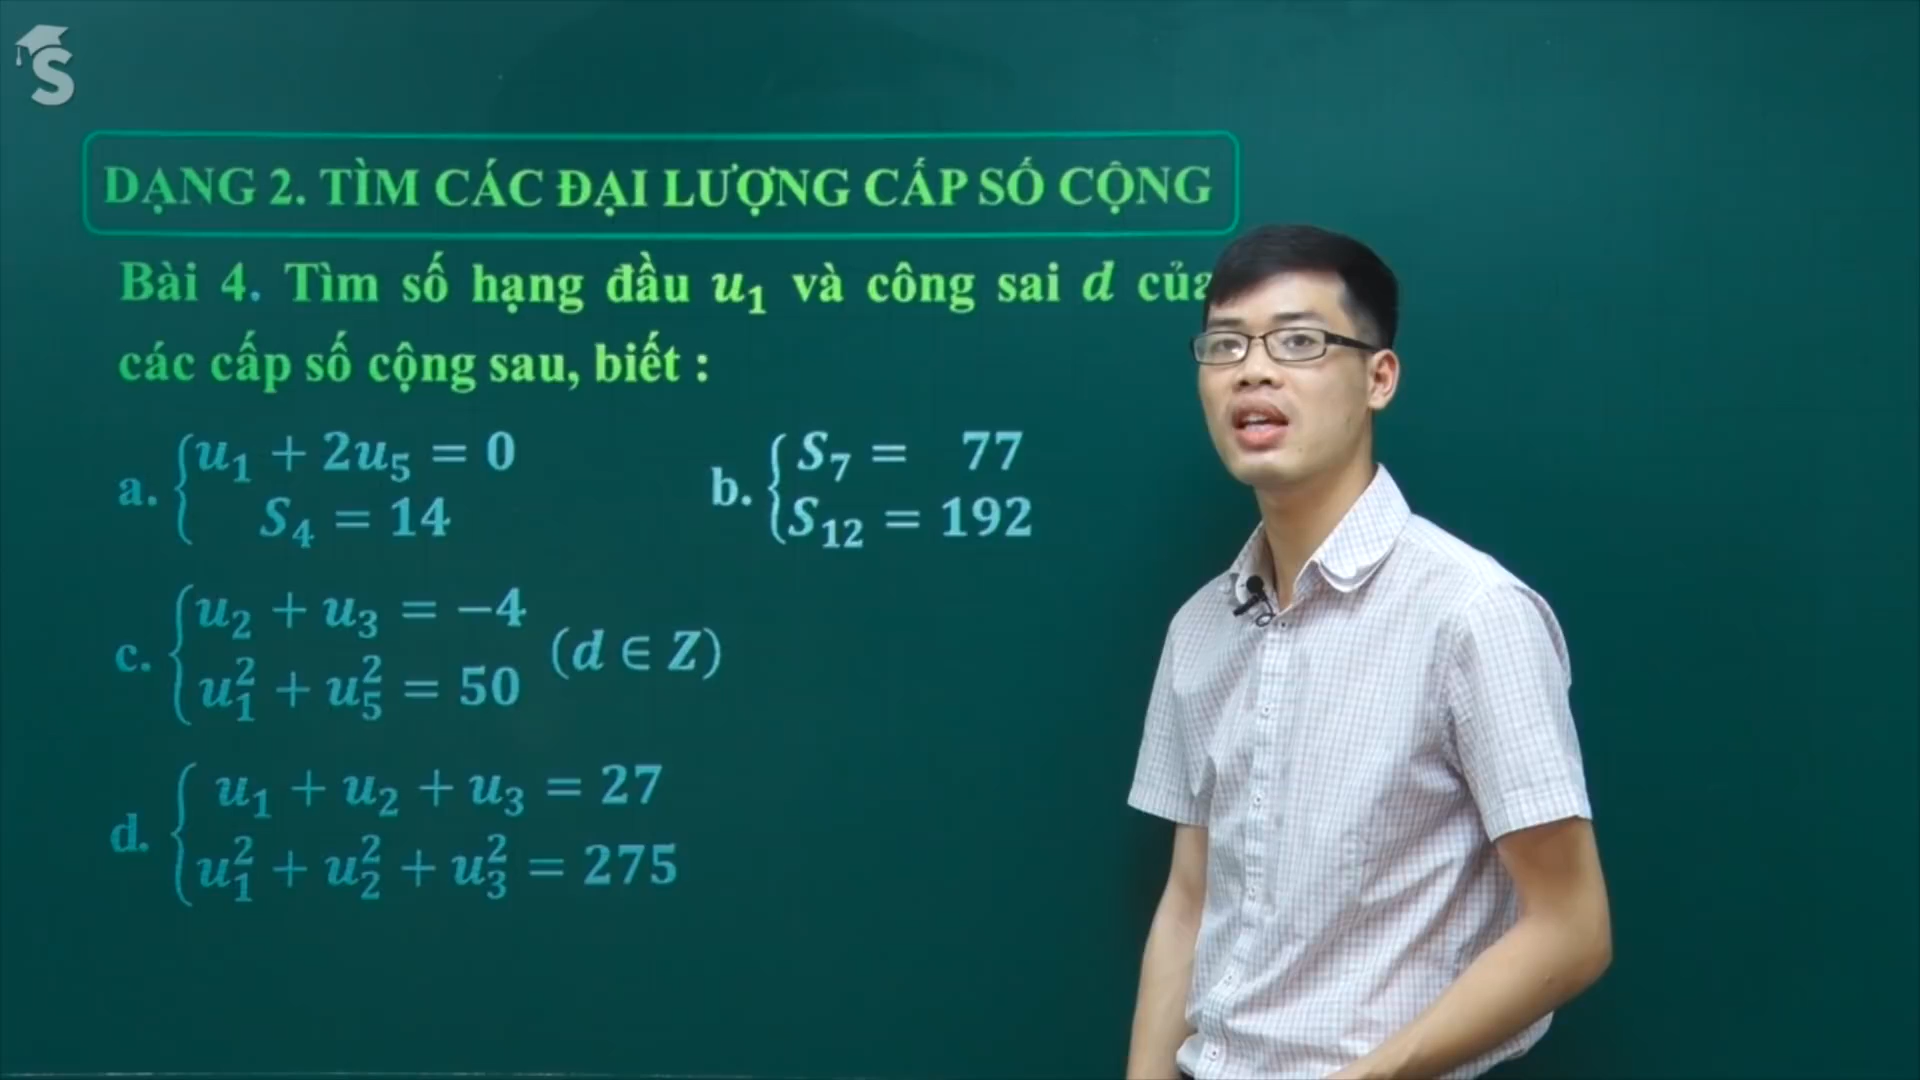 S
DẠNG 2. TÌM CÁC ĐẠI LƯỢNG CẤP SỐ CỘNG
Bài 4. Tìm số hạng đầu u₁ và công sai d của
các cấp số cộng sau, biết :
a. { u₁ + 2u₅ = 0
S₄ = 14
b. { S₇ = 77
S₁₂ = 192
c. { u₂ + u₃ = −4
u₁² + u₅² = 50 (d ∈ Z)
d. { u₁ + u₂ + u₃ = 27
u₁² + u₂² + u₃² = 275